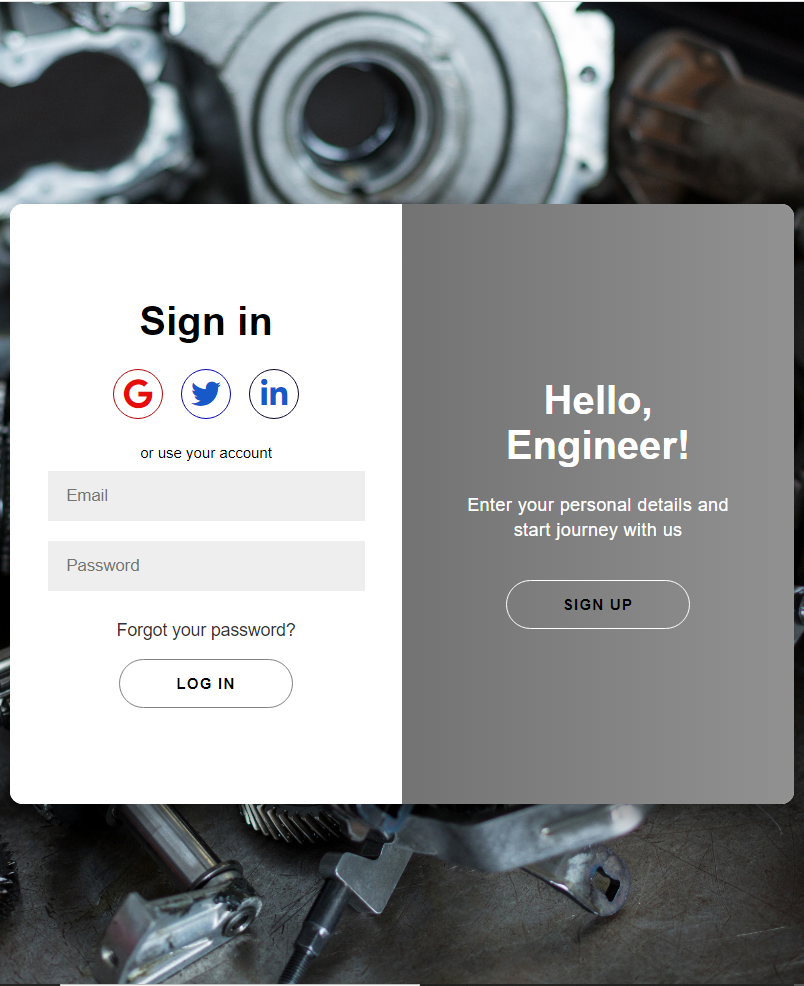 Sign in
G
in
or use your account
Email
Password
Forgot your password?
LOG IN
Hello,
Engineer!
Enter your personal details and
start journey with us
SIGN UP